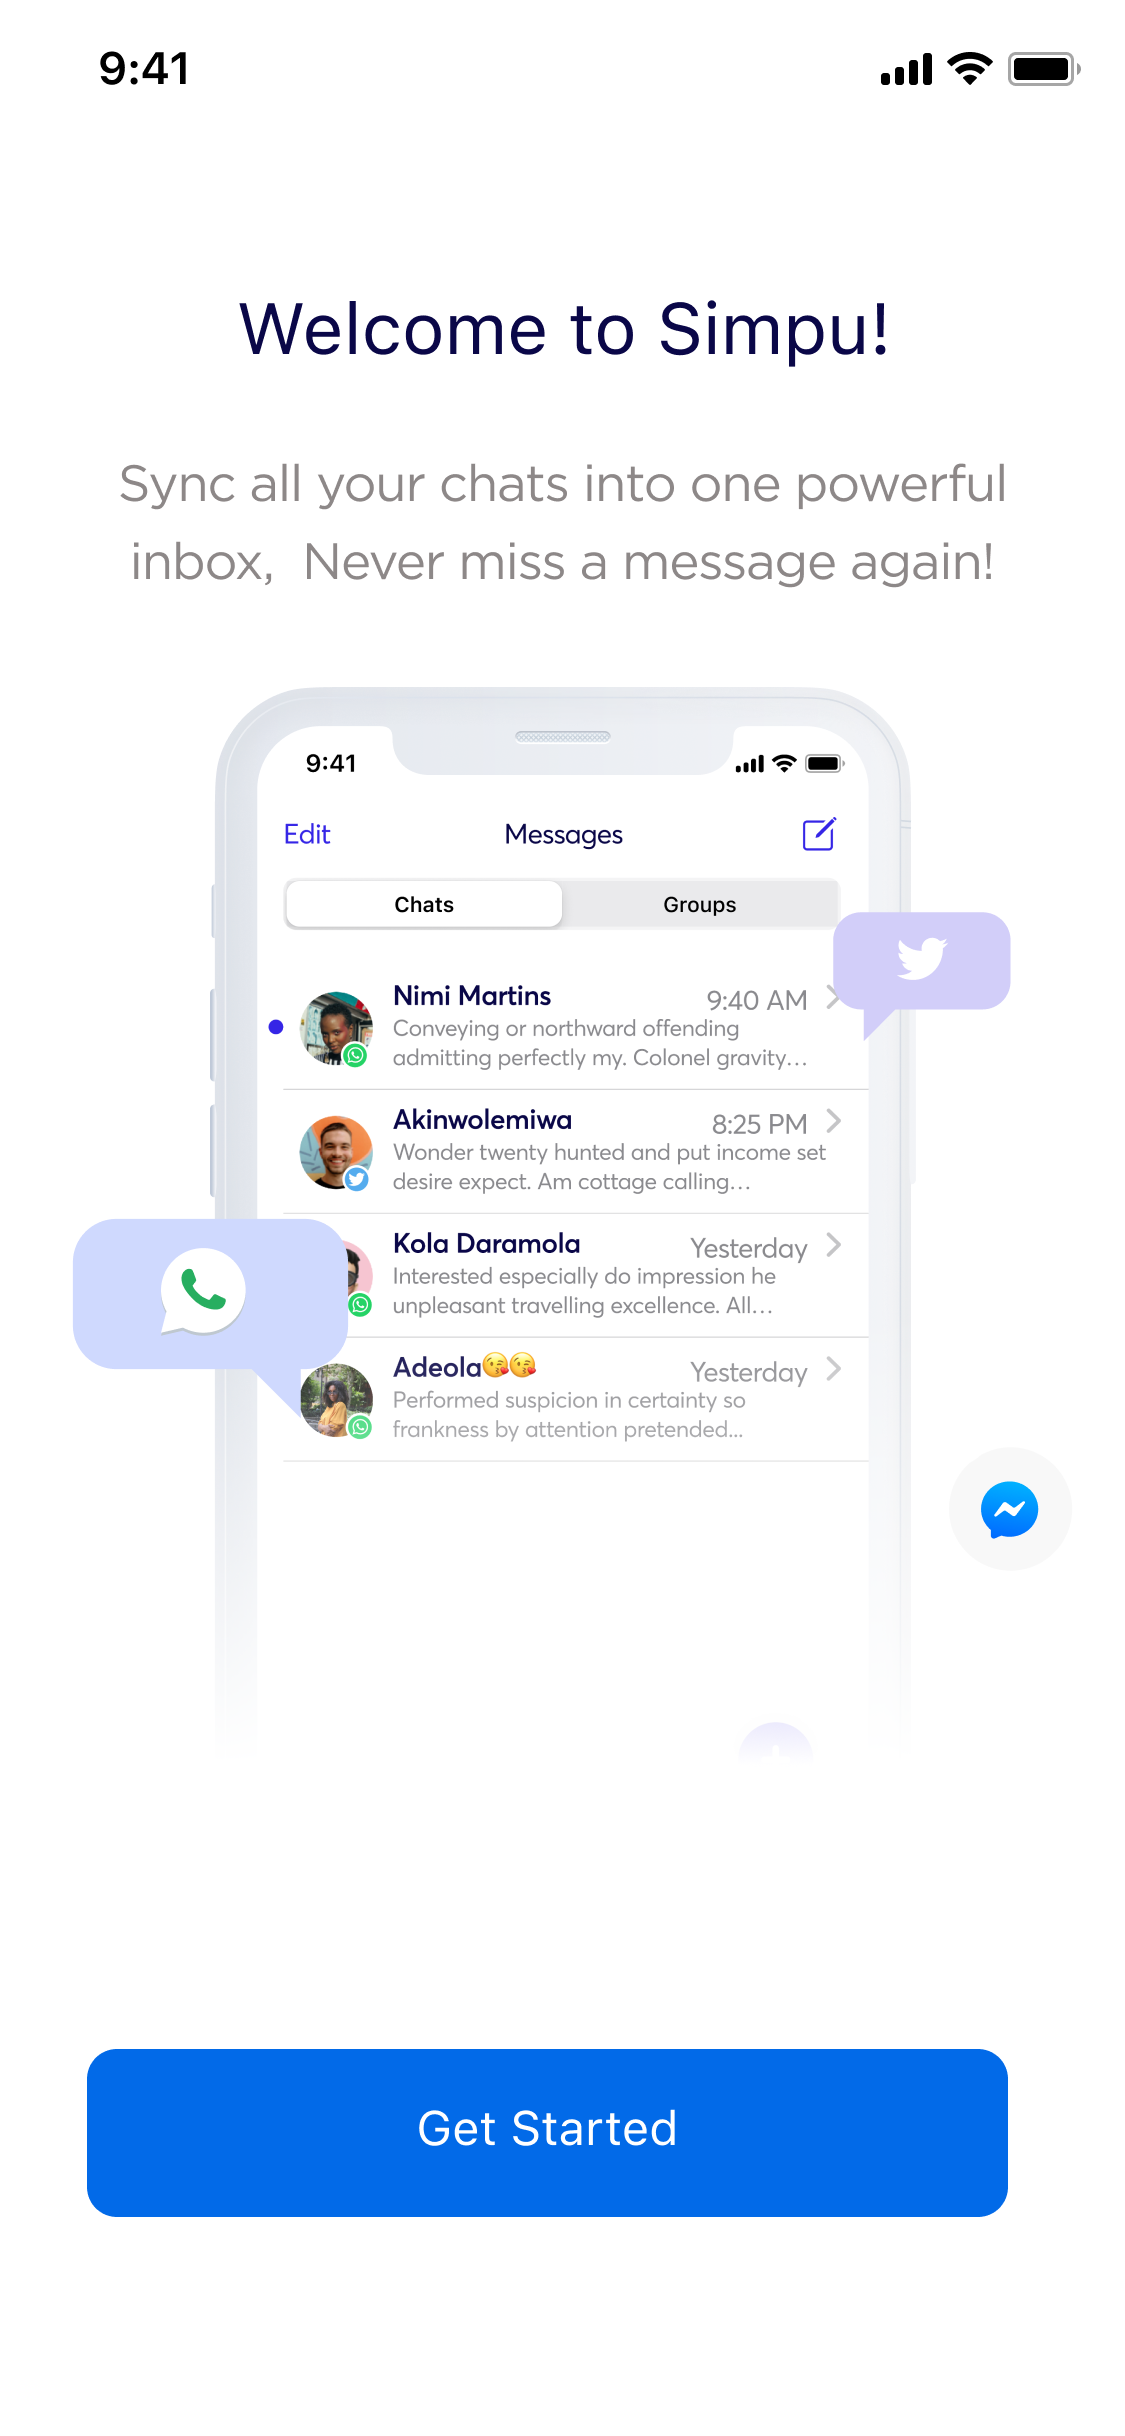 9:41
Welcome to Simpu!
Sync all your chats into one powerful
inbox,  Never miss a message again!
9:41
Edit
Messages
Chats
Groups
Nimi Martins
9:40 AM
Conveying or northward offending
admitting perfectly my. Colonel gravity...
Akinwolemiwa
8:25 PM
Wonder twenty hunted and put income set
desire expect. Am cottage calling...
Kola Daramola
Yesterday
Interested especially do impression he
unpleasant travelling excellence. All...
Adeola😘😘
Yesterday
Performed suspicion in certainty so
frankness by attention pretended...
Get Started